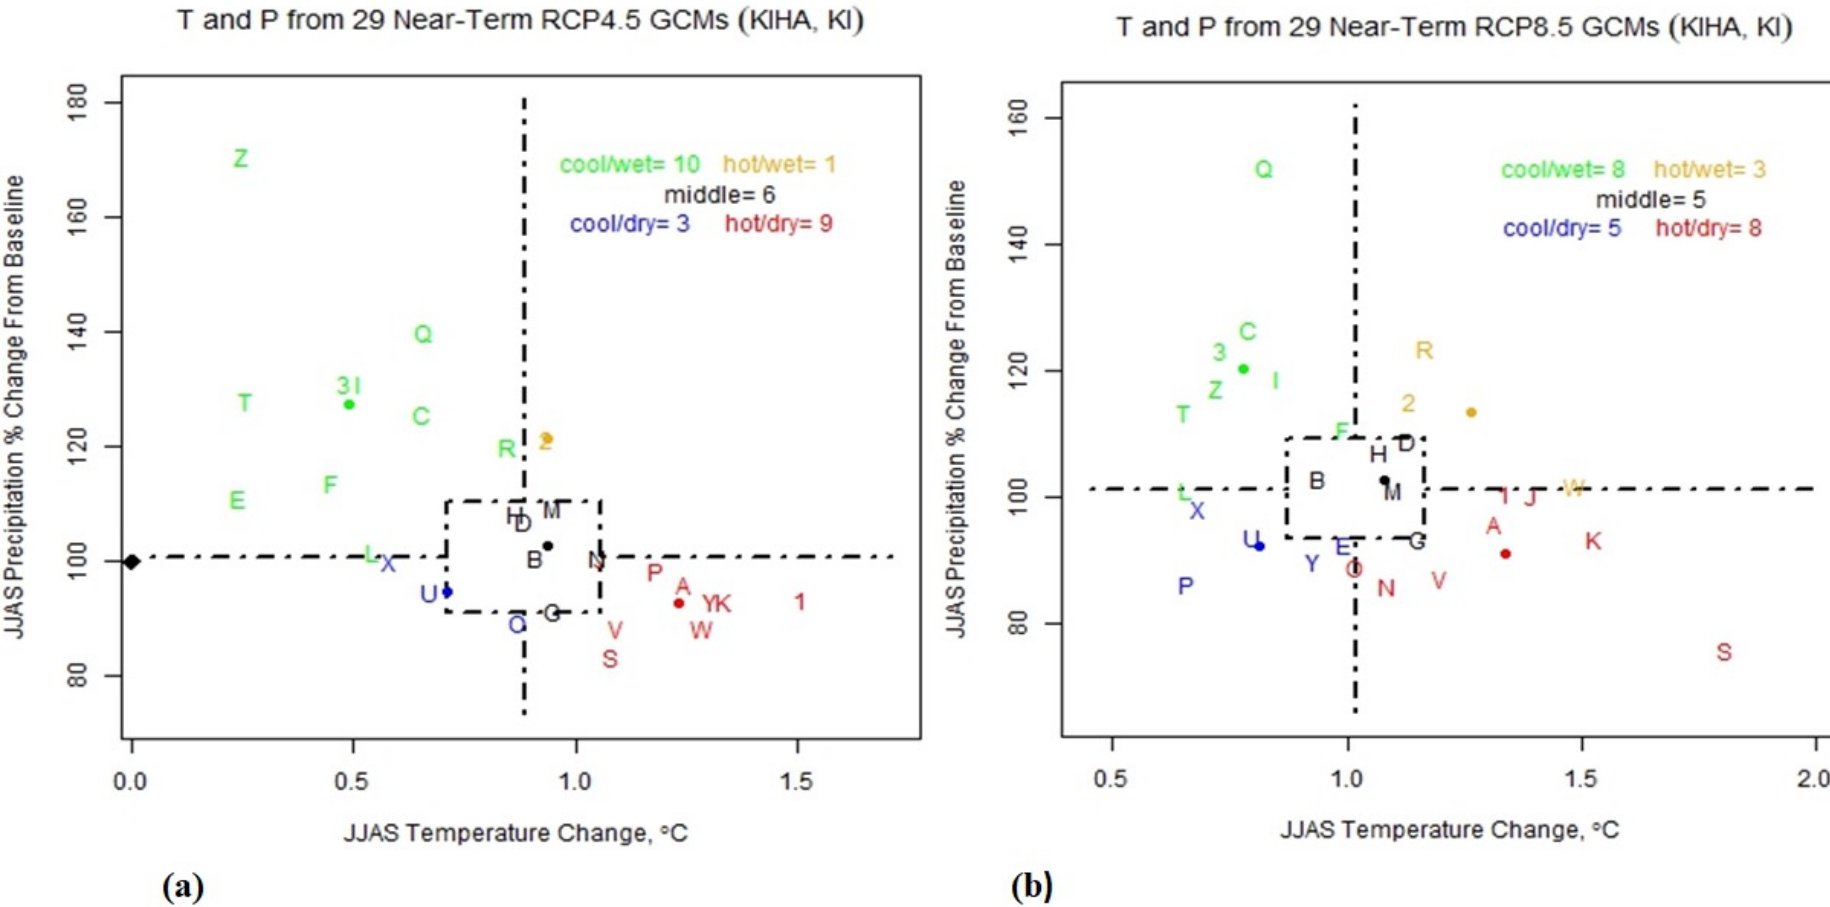 T and P from 29 Near-Term RCP4.5 GCMs (KIHA, KI)
JJAS Precipitation % Change From Baseline
180
160
140
120
100
80
cool/wet= 10 hot/wet= 1
middle= 6
cool/dry= 3 hot/dry= 9
Z
Q
3 I
T
C
R 2
F
E
H D M
L X B N
P
U A
Y K 1
O G
V W
S
0.0 0.5 1.0 1.5
JJAS Temperature Change, °C
(a)
T and P from 29 Near-Term RCP8.5 GCMs (KIHA, KI)
JJAS Precipitation % Change From Baseline
160
140
120
100
80
cool/wet= 8 hot/wet= 3
middle= 5
cool/dry= 5 hot/dry= 8
Q
C
3 R
I
Z
T 2
F D
H
B
L M W
1 J
X
A
U E G K
Y O
P N V
S
0.5 1.0 1.5 2.0
JJAS Temperature Change, °C
(b)